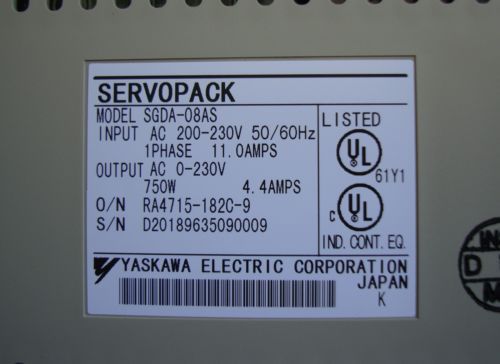 SERVOPACK
MODEL SGDA-08AS
INPUT AC 200-230V 50/60Hz
1PHASE 11.0AMPS
OUTPUT AC 0-230V
750W 4.4AMPS
O/N RA4715-182C-9
S/N D20189635090009
LISTED
UL
61Y1
c UL
IND. CONT. EQ.
YASKAWA ELECTRIC CORPORATION
JAPAN
K
D